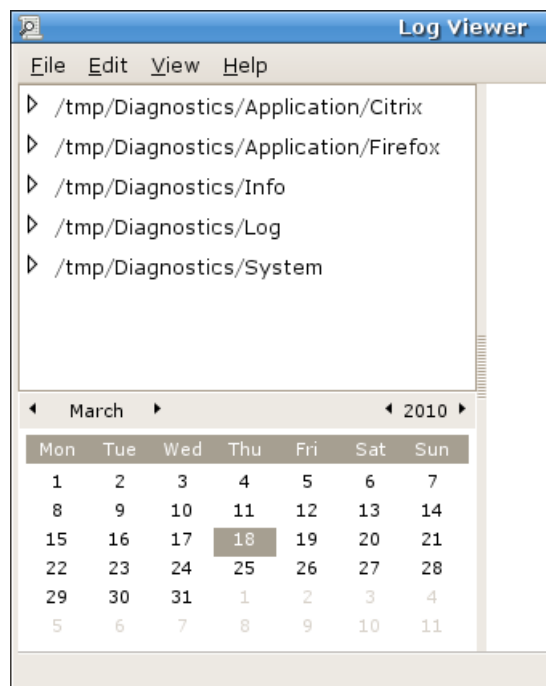 Log Viewer
File Edit View Help
/tmp/Diagnostics/Application/Citrix
/tmp/Diagnostics/Application/Firefox
/tmp/Diagnostics/Info
/tmp/Diagnostics/Log
/tmp/Diagnostics/System
March 2010
Mon Tue Wed Thu Fri Sat Sun
1 2 3 4 5 6 7
8 9 10 11 12 13 14
15 16 17 18 19 20 21
22 23 24 25 26 27 28
29 30 31 1 2 3 4
5 6 7 8 9 10 11